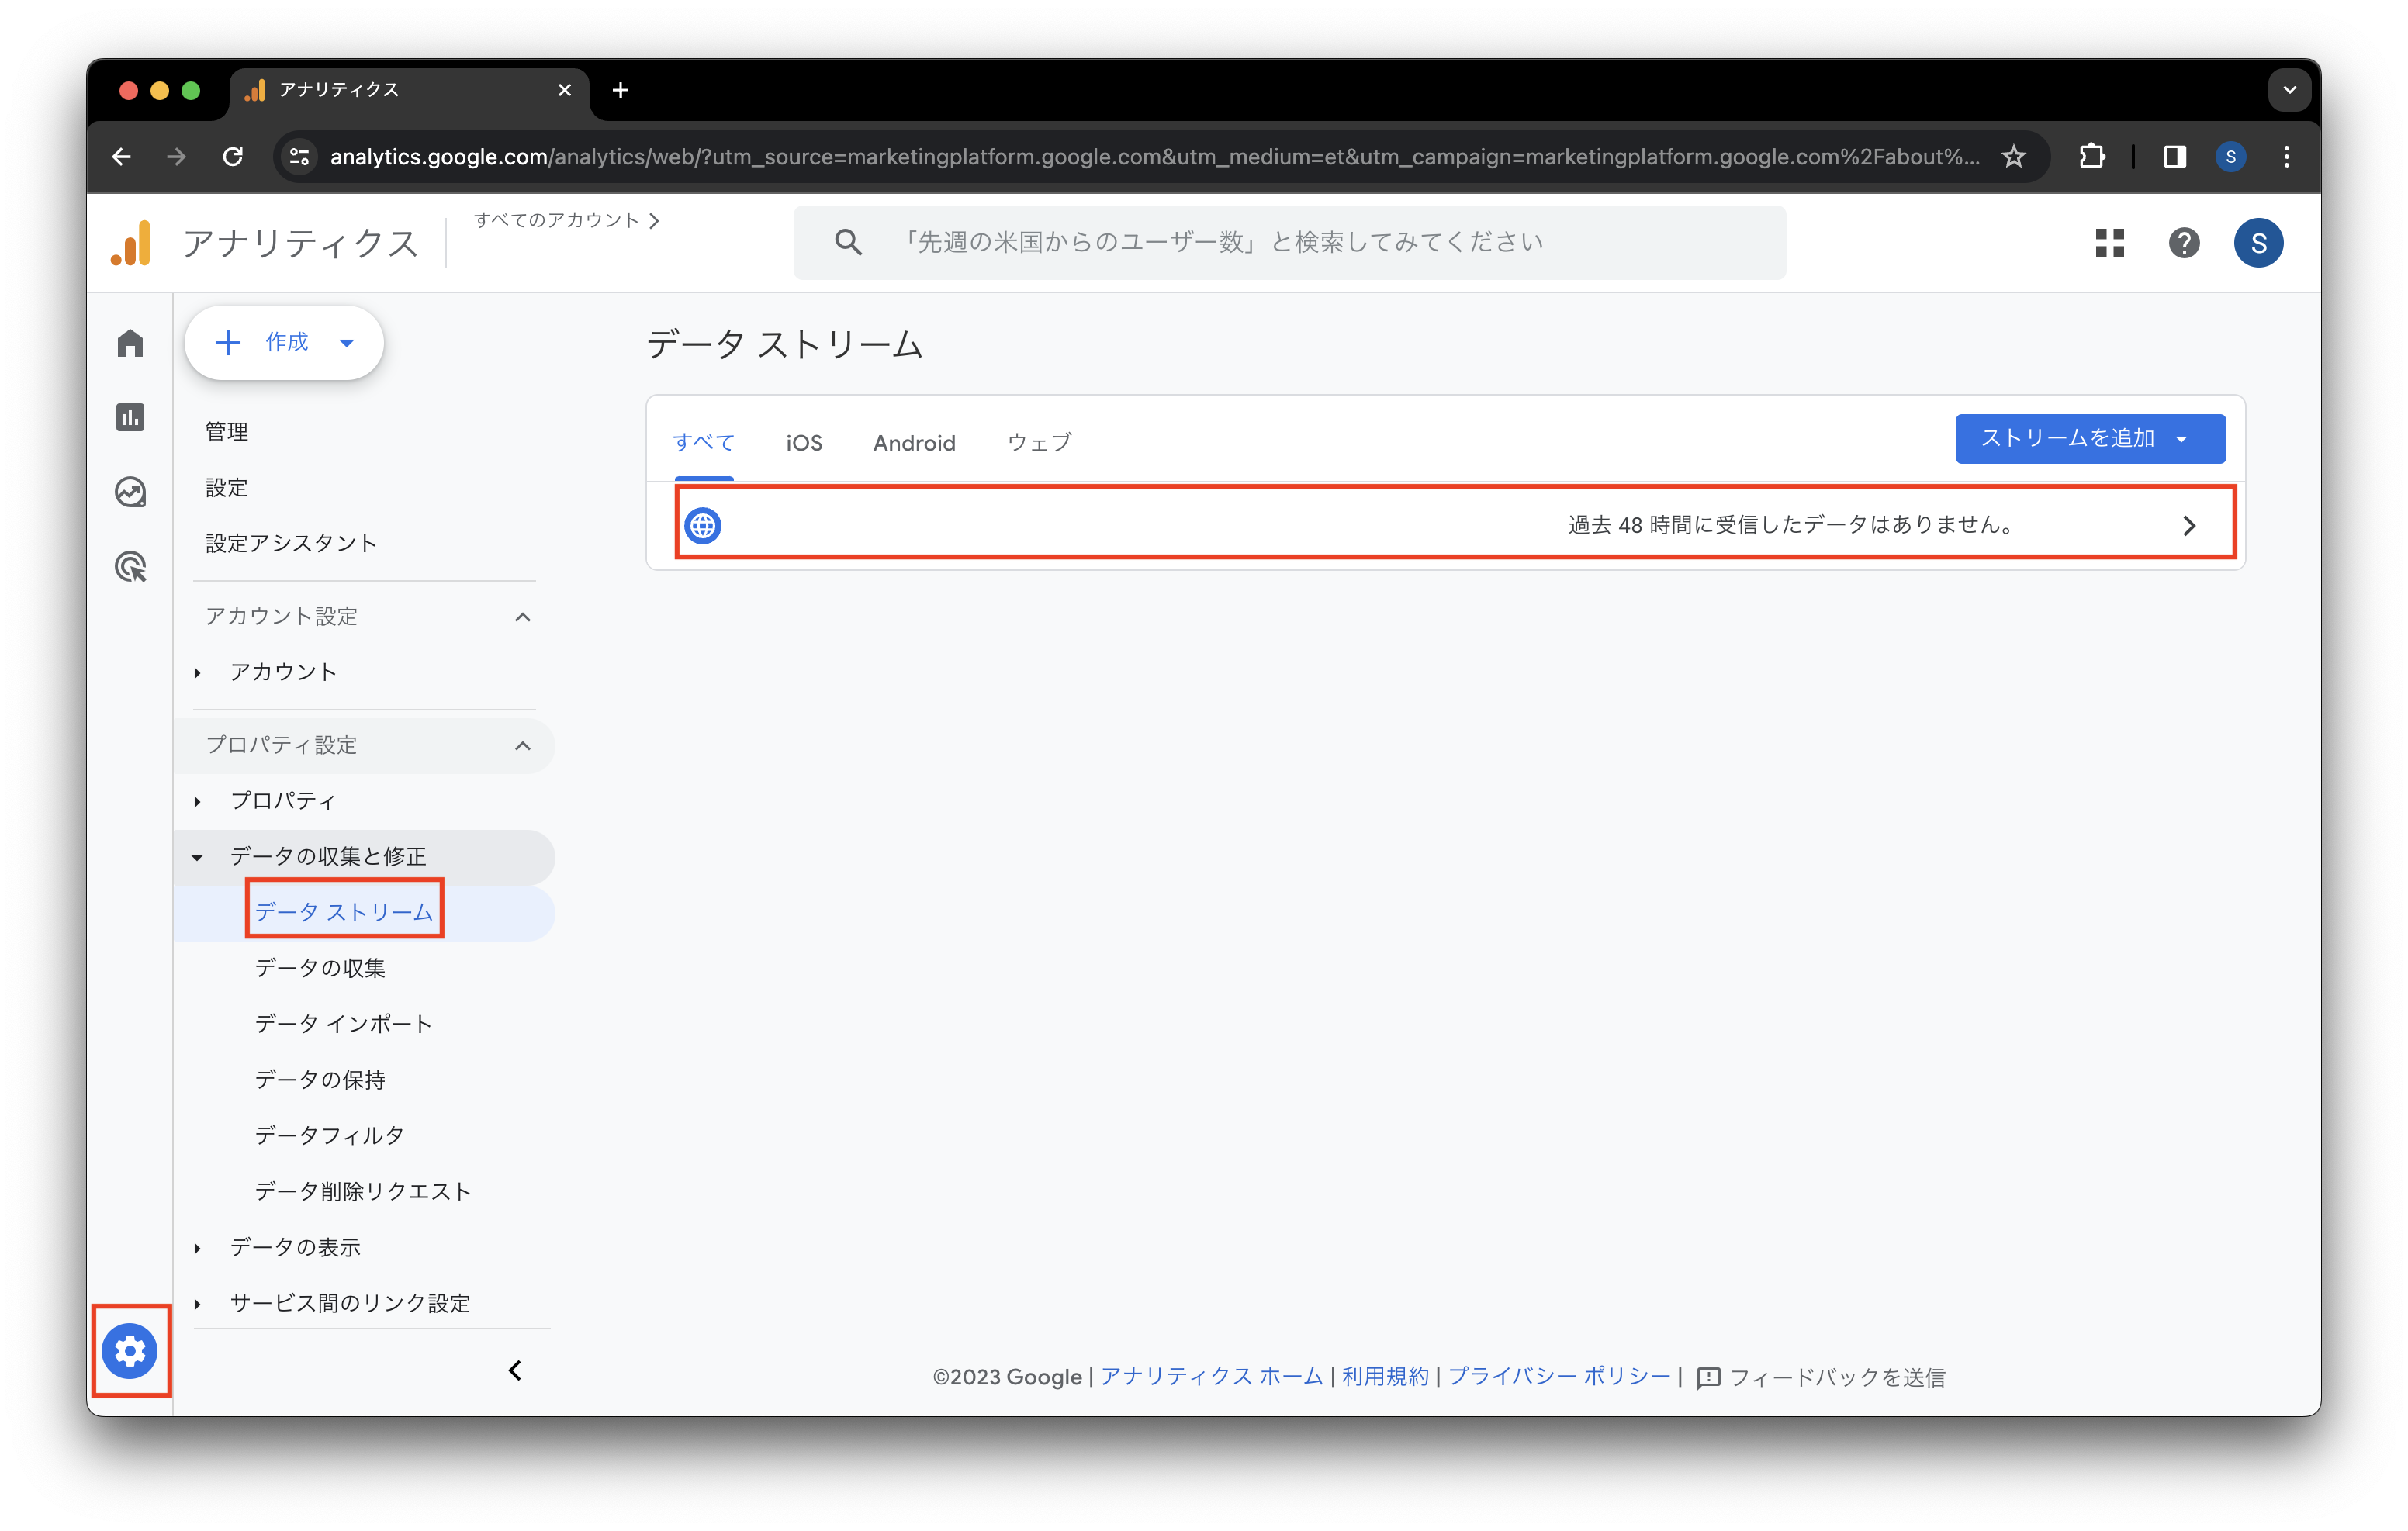 アナリティクス
analytics.google.com/analytics/web/?utm_source=marketingplatform.google.com&utm_medium=et&utm_campaign=marketingplatform.google.com%2Fabout%...
S
アナリティクス
すべてのアカウント
「先週の米国からのユーザー数」と検索してみてください
S
作成
管理
設定
設定アシスタント
アカウント設定
アカウント
プロパティ設定
プロパティ
データの収集と修正
データ ストリーム
データの収集
データ インポート
データの保持
データフィルタ
データ削除リクエスト
データの表示
サービス間のリンク設定
データ ストリーム
すべて iOS Android ウェブ
ストリームを追加
過去 48 時間に受信したデータはありません。
©2023 Google | アナリティクス ホーム | 利用規約 | プライバシー ポリシー | フィードバックを送信